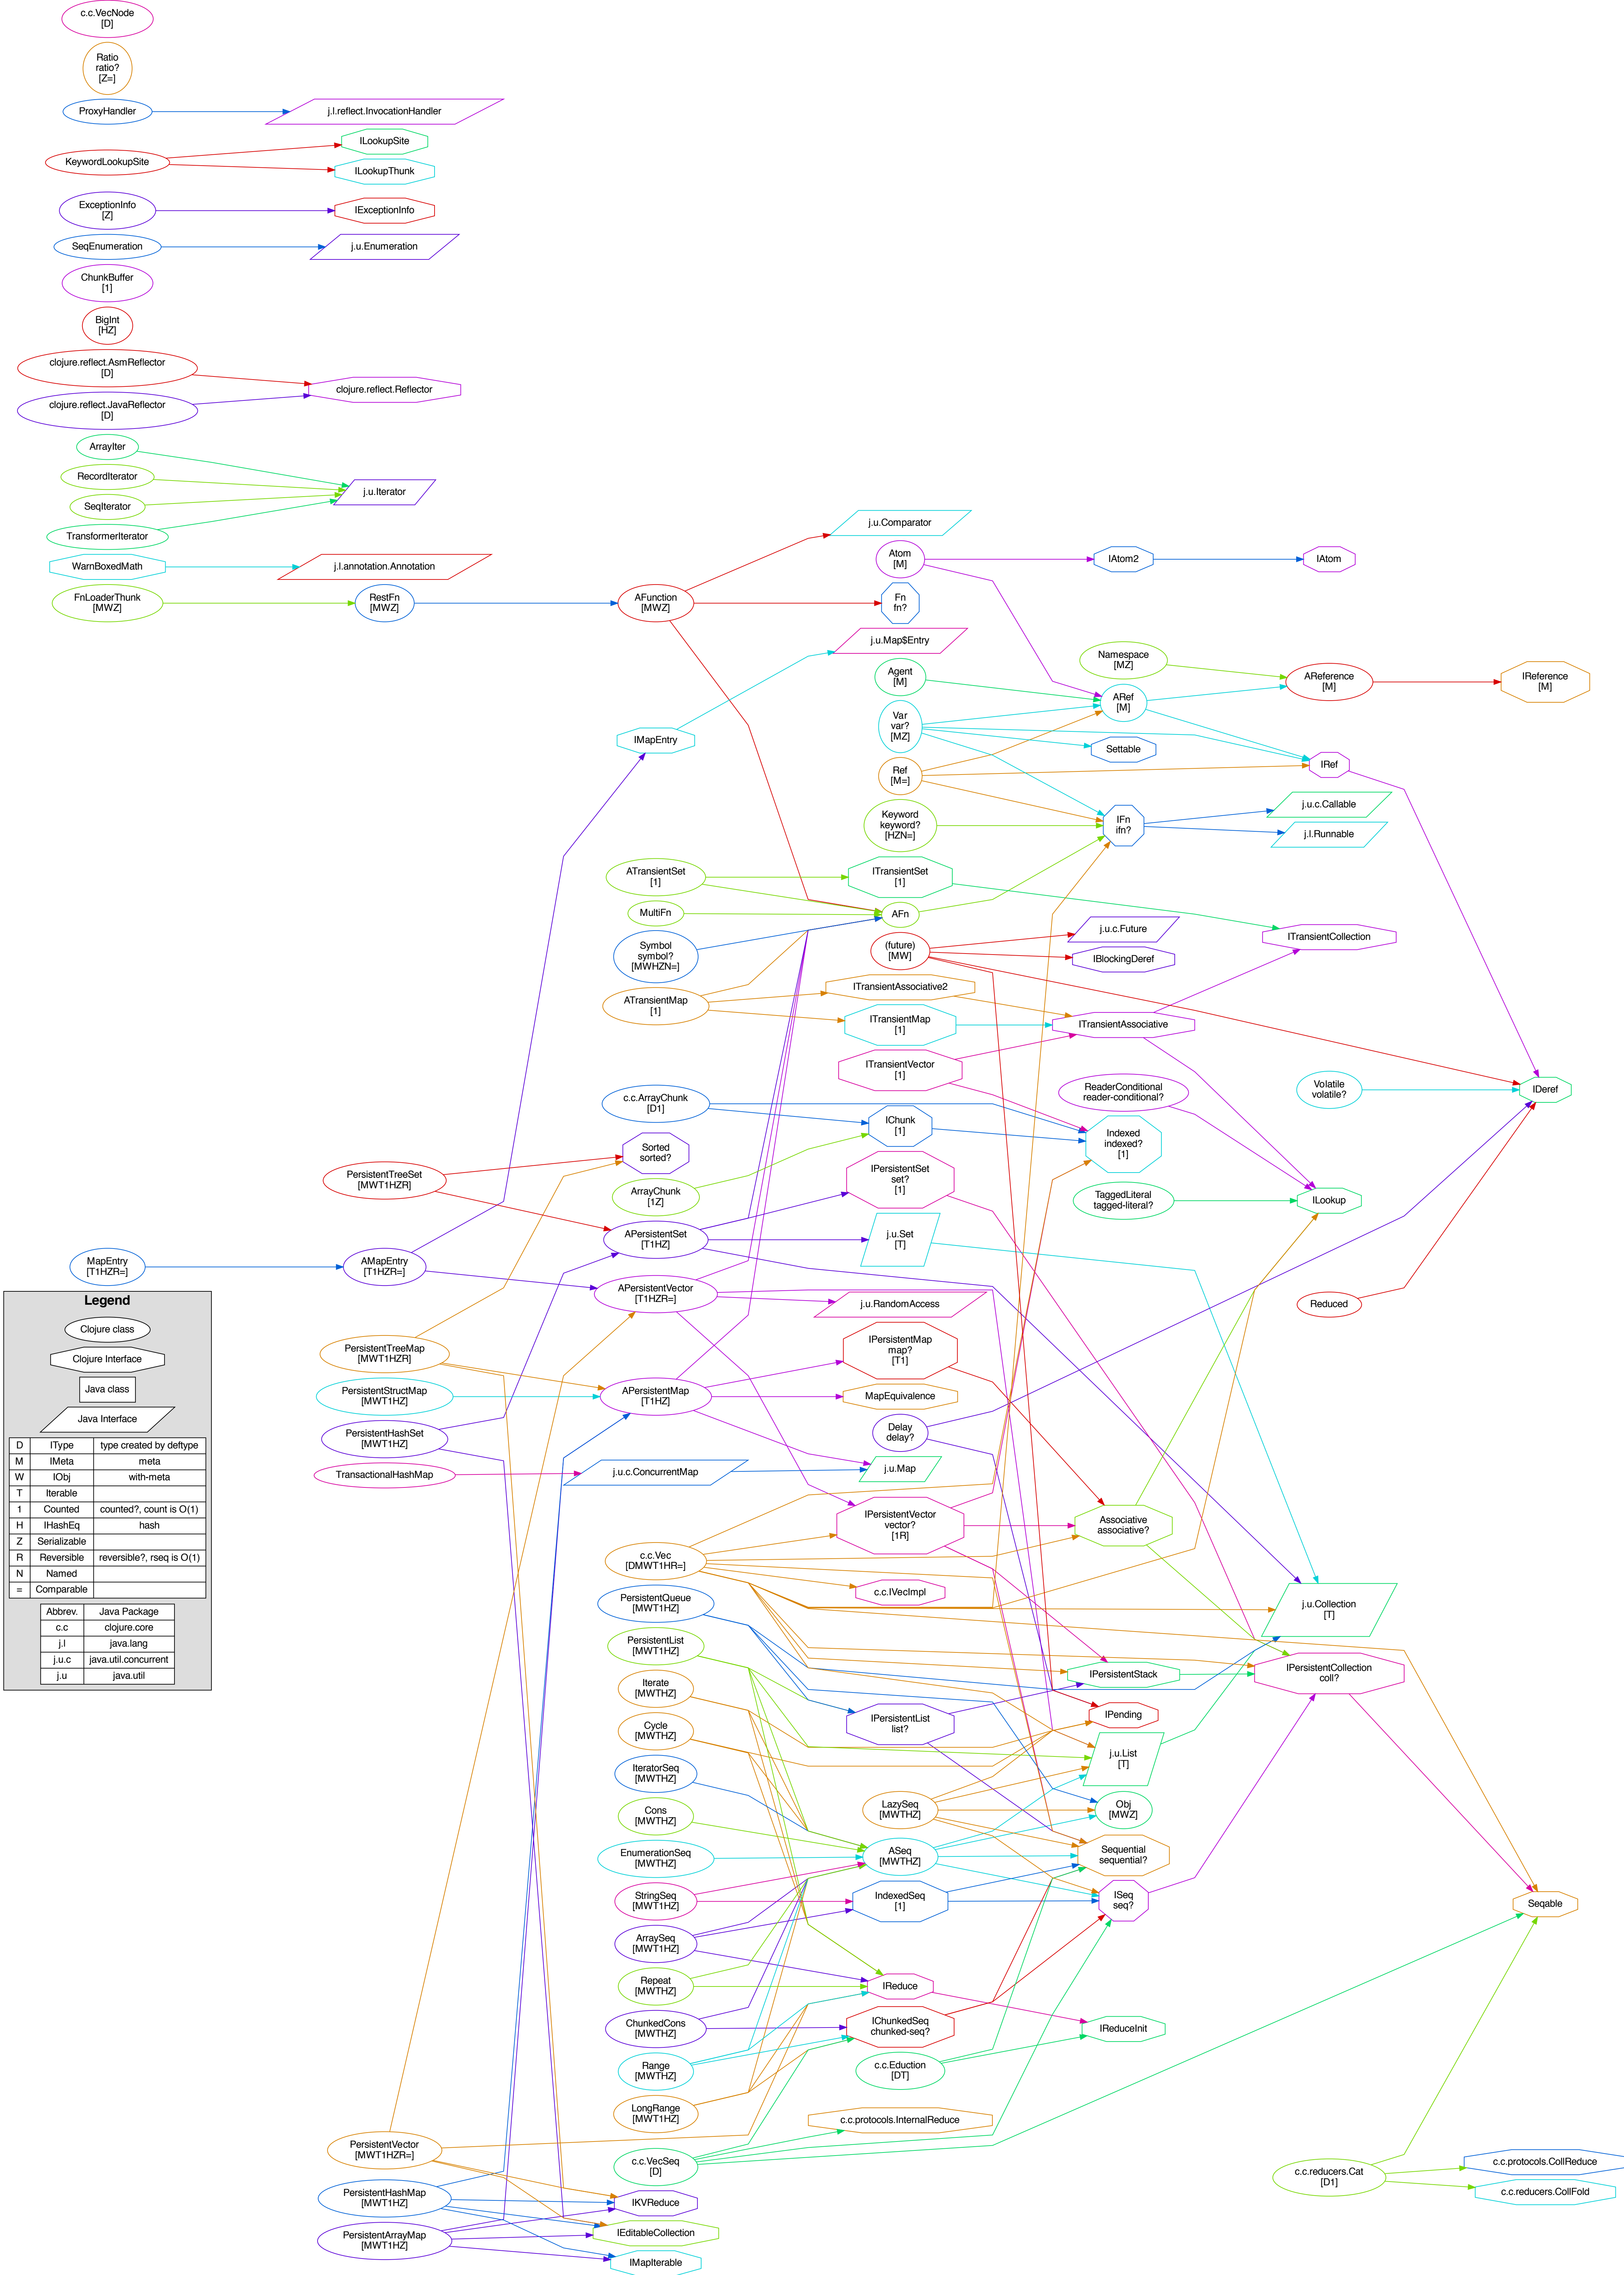 c.c.VecNode
[D]
Ratio
ratio?
[Z=]
ProxyHandler
j.l.reflect.InvocationHandler
KeywordLookupSite
ILookupSite
ILookupThunk
ExceptionInfo
[Z]
IExceptionInfo
SeqEnumeration
j.u.Enumeration
ChunkBuffer
[1]
BigInt
[HZ]
clojure.reflect.AsmReflector
[D]
clojure.reflect.Reflector
clojure.reflect.JavaReflector
[D]
ArrayIter
RecordIterator
j.u.Iterator
SeqIterator
TransformerIterator
WarnBoxedMath
j.l.annotation.Annotation
FnLoaderThunk
[MWZ]
RestFn
[MWZ]
AFunction
[MWZ]
j.u.Comparator
Atom
[M]
IAtom2
IAtom
Fn
fn?
j.u.Map$Entry
Namespace
[MZ]
Agent
[M]
AReference
[M]
IReference
[M]
ARef
[M]
Var
var?
[MZ]
IMapEntry
Settable
IRef
Ref
[M=]
j.u.c.Callable
Keyword
keyword?
[HZN=]
IFn
ifn?
j.l.Runnable
ATransientSet
[1]
ITransientSet
[1]
MultiFn
AFn
j.u.c.Future
ITransientCollection
Symbol
symbol?
[MWHZN=]
(future)
[MW]
IBlockingDeref
ATransientMap
[1]
ITransientAssociative2
ITransientMap
[1]
ITransientAssociative
ITransientVector
[1]
ReaderConditional
reader-conditional?
Volatile
volatile?
IDeref
c.c.ArrayChunk
[D1]
IChunk
[1]
Indexed
indexed?
[1]
Sorted
sorted?
PersistentTreeSet
[MWT1HZR]
IPersistentSet
set?
[1]
ArrayChunk
[1Z]
TaggedLiteral
tagged-literal?
ILookup
APersistentSet
[T1HZ]
j.u.Set
[T]
MapEntry
[T1HZR=]
AMapEntry
[T1HZR=]
APersistentVector
[T1HZR=]
j.u.RandomAccess
Reduced
PersistentTreeMap
[MWT1HZR]
IPersistentMap
map?
[T1]
PersistentStructMap
[MWT1HZ]
APersistentMap
[T1HZ]
MapEquivalence
PersistentHashSet
[MWT1HZ]
Delay
delay?
TransactionalHashMap
j.u.c.ConcurrentMap
j.u.Map
IPersistentVector
vector?
[1R]
Associative
associative?
c.c.Vec
[DMWT1HR=]
c.c.IVecImpl
PersistentQueue
[MWT1HZ]
j.u.Collection
[T]
PersistentList
[MWT1HZ]
IPersistentStack
IPersistentCollection
coll?
Iterate
[MWTHZ]
IPersistentList
list?
IPending
Cycle
[MWTHZ]
j.u.List
[T]
IteratorSeq
[MWTHZ]
LazySeq
[MWTHZ]
Obj
[MWZ]
Cons
[MWTHZ]
ASeq
[MWTHZ]
Sequential
sequential?
EnumerationSeq
[MWTHZ]
StringSeq
[MWT1HZ]
IndexedSeq
[1]
ISeq
seq?
Seqable
ArraySeq
[MWT1HZ]
Repeat
[MWTHZ]
IReduce
ChunkedCons
[MWTHZ]
IChunkedSeq
chunked-seq?
IReduceInit
Range
[MWTHZ]
c.c.Eduction
[DT]
LongRange
[MWT1HZ]
c.c.protocols.InternalReduce
PersistentVector
[MWT1HZR=]
c.c.VecSeq
[D]
c.c.reducers.Cat
[D1]
c.c.protocols.CollReduce
c.c.reducers.CollFold
PersistentHashMap
[MWT1HZ]
IKVReduce
PersistentArrayMap
[MWT1HZ]
IEditableCollection
IMapIterable
Legend
Clojure class
Clojure Interface
Java class
Java Interface
D IType type created by deftype
M IMeta meta
W IObj with-meta
T Iterable
1 Counted counted?, count is O(1)
H IHashEq hash
Z Serializable
R Reversible reversible?, rseq is O(1)
N Named
= Comparable
Abbrev. Java Package
c.c clojure.core
j.l java.lang
j.u.c java.util.concurrent
j.u java.util